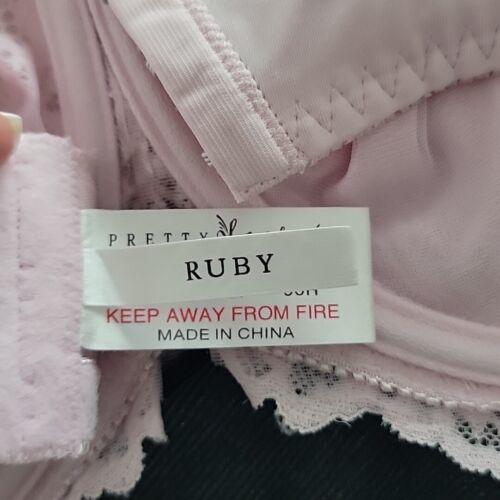 PRETTY
RUBY
KEEP AWAY FROM FIRE
MADE IN CHINA